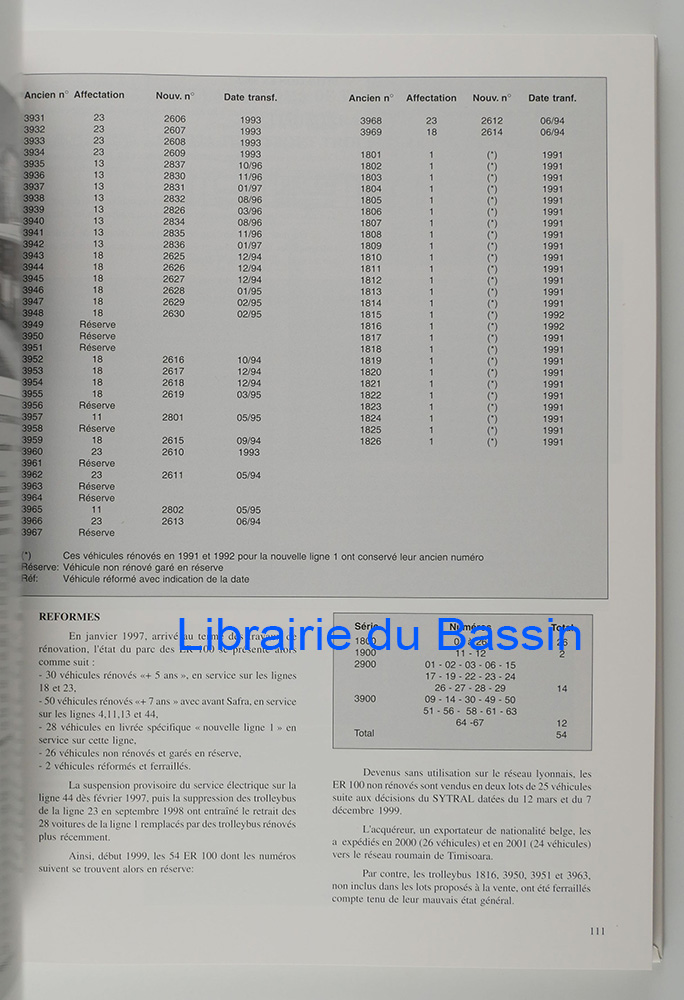 Ancien n° Affectation Nouv. n° Date transf.
3931 23 2606 1993
3932 23 2607 1993
3933 23 2608 1993
3934 23 2609 1993
3935 13 2837 10/96
3936 13 2830 11/96
3937 13 2831 01/97
3938 13 2832 08/96
3939 13 2826 03/96
3940 13 2834 08/96
3941 13 2835 11/96
3942 13 2836 01/97
3943 18 2625 12/94
3944 18 2626 12/94
3945 18 2627 12/94
3946 18 2628 01/95
3947 18 2629 02/95
3948 18 2630 02/95
3949 Réserve
3950 Réserve
3951 Réserve
3952 18 2616 10/94
3953 18 2617 12/94
3954 18 2618 12/94
3955 18 2619 03/95
3956 Réserve
3957 11 2801 05/95
3958 Réserve
3959 18 2615 09/94
3960 23 2610 1993
3961 Réserve
3962 23 2611 05/94
3963 Réserve
3964 Réserve
3965 11 2802 05/95
3966 23 2613 06/94
3967 Réserve
Ancien n° Affectation Nouv. n° Date tranf.
3968 23 2612 06/94
3969 18 2614 06/94
1801 1 (*) 1991
1802 1 (*) 1991
1803 1 (*) 1991
1804 1 (*) 1991
1805 1 (*) 1991
1806 1 (*) 1991
1807 1 (*) 1991
1808 1 (*) 1991
1809 1 (*) 1991
1810 1 (*) 1991
1811 1 (*) 1991
1812 1 (*) 1991
1813 1 (*) 1991
1814 1 (*) 1991
1815 1 (*) 1992
1816 1 (*) 1992
1817 1 (*) 1991
1818 1 (*) 1991
1819 1 (*) 1991
1820 1 (*) 1991
1821 1 (*) 1991
1822 1 (*) 1991
1823 1 (*) 1991
1824 1 (*) 1991
1825 1 (*) 1991
1826 1 (*) 1991
(*) Ces véhicules rénovés en 1991 et 1992 pour la nouvelle ligne 1 ont conservé leur ancien numéro
Réserve: Véhicule non rénové garé en réserve
Réf: Véhicule réformé avec indication de la date
REFORMES
En janvier 1997, arrivé au terme des travaux de
rénovation, l'état du parc des ER 100 se présente alors
comme suit :
- 30 véhicules rénovés «+ 5 ans », en service sur les lignes
18 et 23,
- 50 véhicules rénovés «+ 7 ans » avec avant Safra, en service
sur les lignes 4,11,13 et 44,
- 28 véhicules en livrée spécifique « nouvelle ligne 1 » en
service sur cette ligne,
- 26 véhicules non rénovés et garés en réserve,
- 2 véhicules réformés et ferraillés.
La suspension provisoire du service électrique sur la
ligne 44 dès février 1997, puis la suppression des trolleybus
de la ligne 23 en septembre 1998 ont entraîné le retrait des
28 voitures de la ligne 1 remplacés par des trolleybus rénovés
plus récemment.
Ainsi, début 1999, les 54 ER 100 dont les numéros
suivent se trouvent alors en réserve:
Librairie du Bassin
Série Numéros Total
1800 01 à 26 26
1900 11 - 12 2
2900 01 - 02 - 03 - 06 - 15
17 - 19 - 22 - 23 - 24
26 - 27 - 28 - 29 14
3900 09 - 14 - 30 - 49 - 50
51 - 56 - 58 - 61 - 63
64 -67 12
Total 54
Devenus sans utilisation sur le réseau lyonnais, les
ER 100 non rénovés sont vendus en deux lots de 25 véhicules
suite aux décisions du SYTRAL datées du 12 mars et du 7
décembre 1999.
L'acquéreur, un exportateur de nationalité belge, les
a expédiés en 2000 (26 véhicules) et en 2001 (24 véhicules)
vers le réseau roumain de Timisoara.
Par contre, les trolleybus 1816, 3950, 3951 et 3963,
non inclus dans les lots proposés à la vente, ont été ferraillés
compte tenu de leur mauvais état général.
111